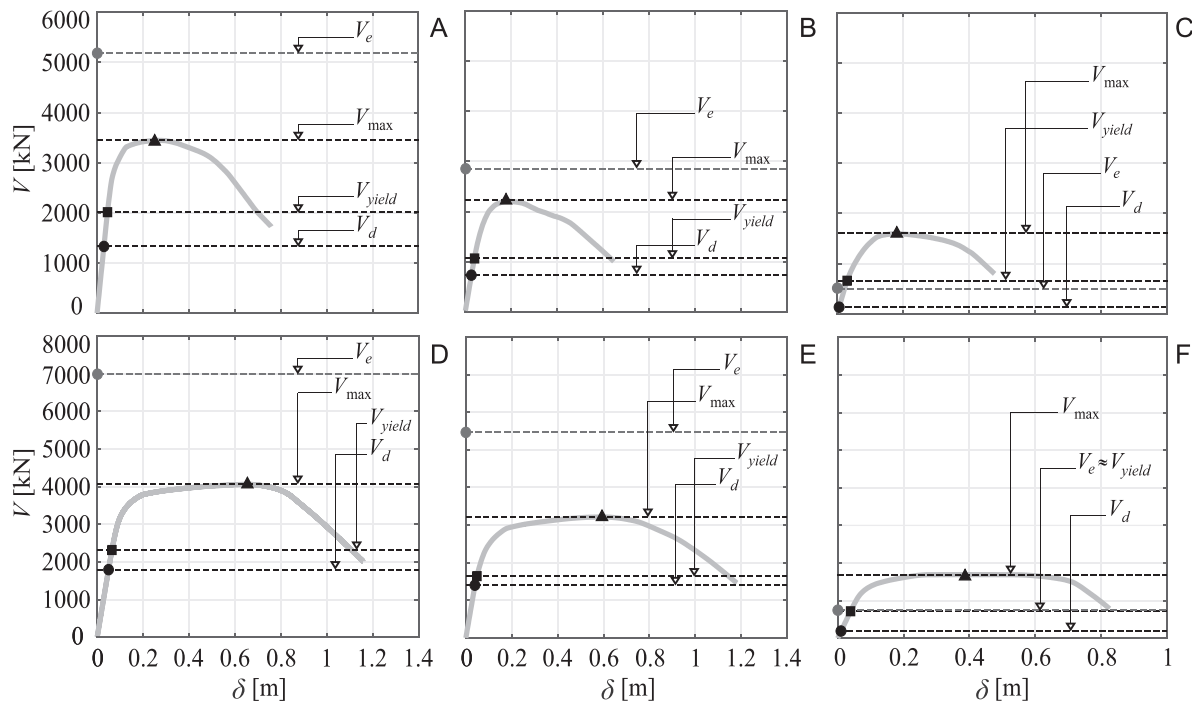 6000
5000
4000
3000
2000
1000
0
V [kN]
V_e
V_max
V_yield
V_d
A
V_e
V_max
V_yield
V_d
B
V_max
V_yield
V_e
V_d
C
8000
7000
6000
5000
4000
3000
2000
1000
0
V [kN]
V_e
V_max
V_yield
V_d
D
0 0.2 0.4 0.6 0.8 1 1.2 1.4
δ [m]
V_e
V_max
V_yield
V_d
E
0 0.2 0.4 0.6 0.8 1 1.2 1.4
δ [m]
V_max
V_e ≈ V_yield
V_d
F
0 0.2 0.4 0.6 0.8 1
δ [m]